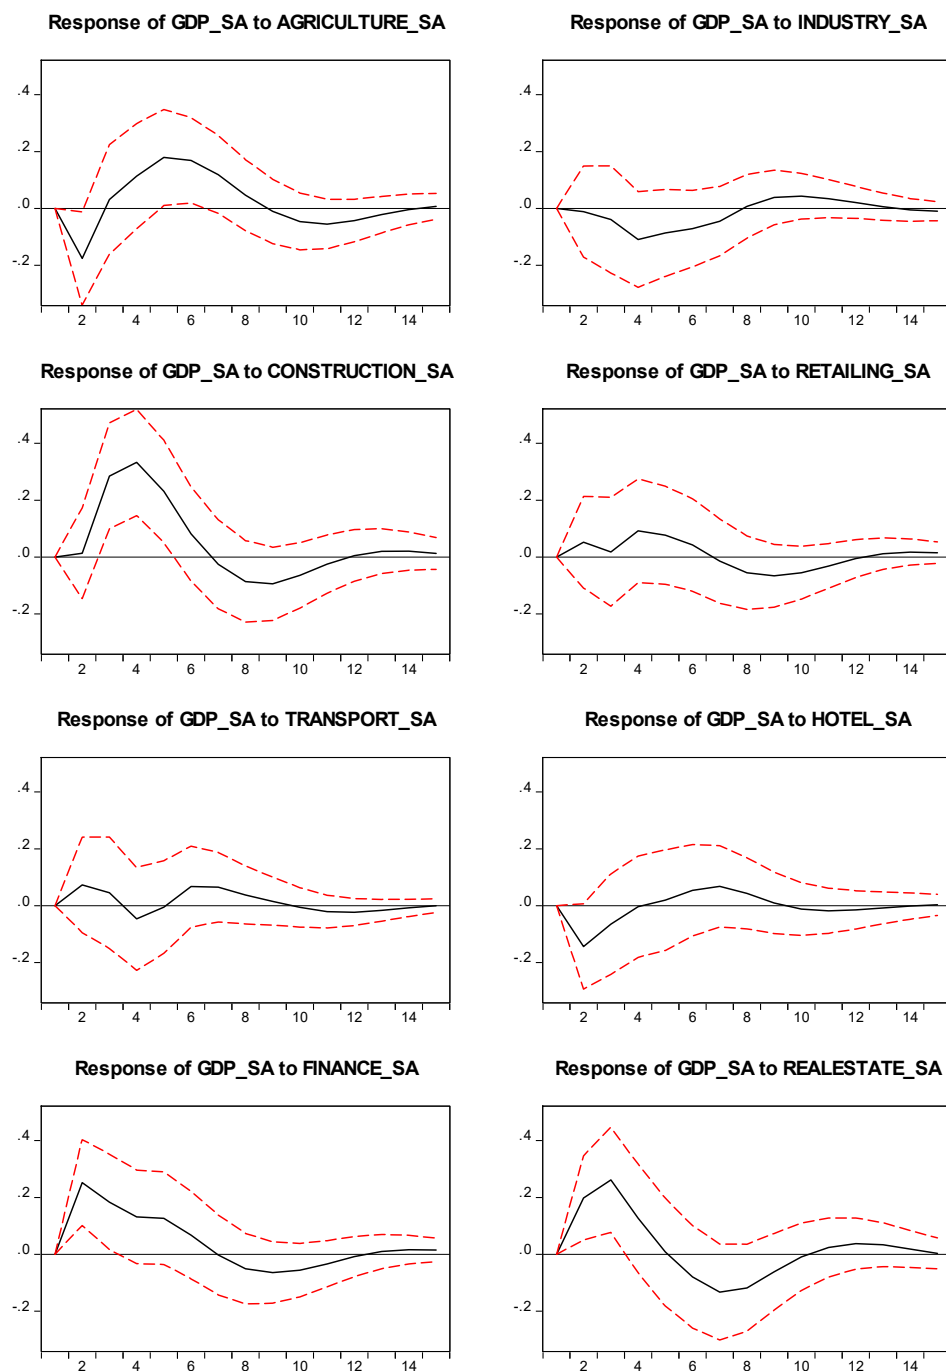 Response of GDP_SA to AGRICULTURE_SA
.4
.2
.0
-.2
2 4 6 8 10 12 14
Response of GDP_SA to INDUSTRY_SA
.4
.2
.0
-.2
2 4 6 8 10 12 14
Response of GDP_SA to CONSTRUCTION_SA
.4
.2
.0
-.2
2 4 6 8 10 12 14
Response of GDP_SA to RETAILING_SA
.4
.2
.0
-.2
2 4 6 8 10 12 14
Response of GDP_SA to TRANSPORT_SA
.4
.2
.0
-.2
2 4 6 8 10 12 14
Response of GDP_SA to HOTEL_SA
.4
.2
.0
-.2
2 4 6 8 10 12 14
Response of GDP_SA to FINANCE_SA
.4
.2
.0
-.2
2 4 6 8 10 12 14
Response of GDP_SA to REALESTATE_SA
.4
.2
.0
-.2
2 4 6 8 10 12 14